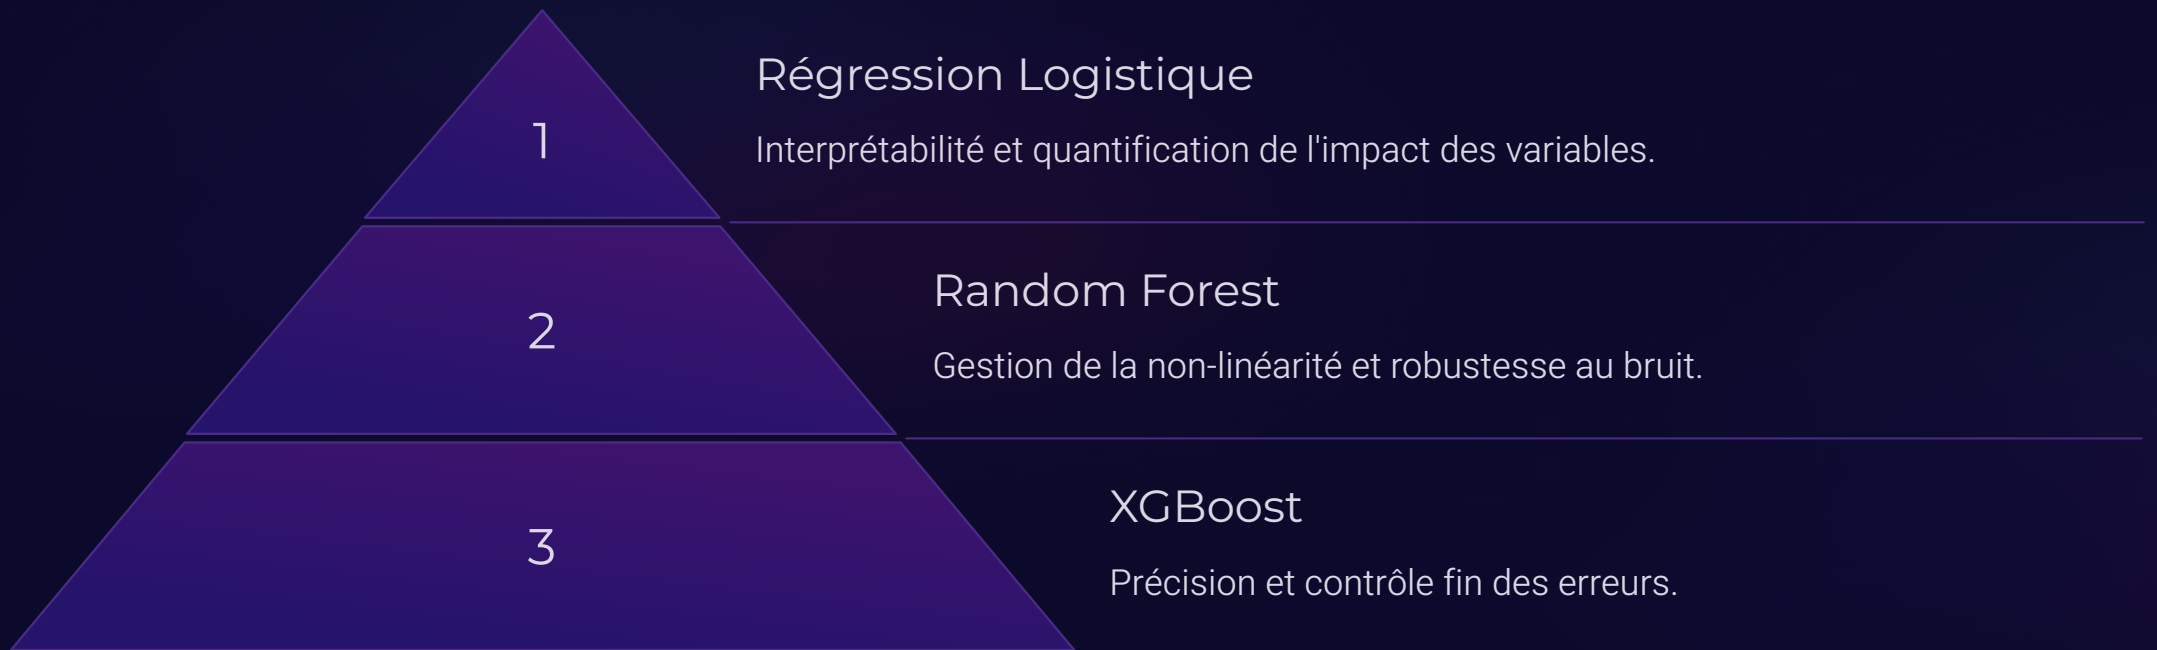 1
Régression Logistique
Interprétabilité et quantification de l'impact des variables.
2
Random Forest
Gestion de la non-linéarité et robustesse au bruit.
3
XGBoost
Précision et contrôle fin des erreurs.